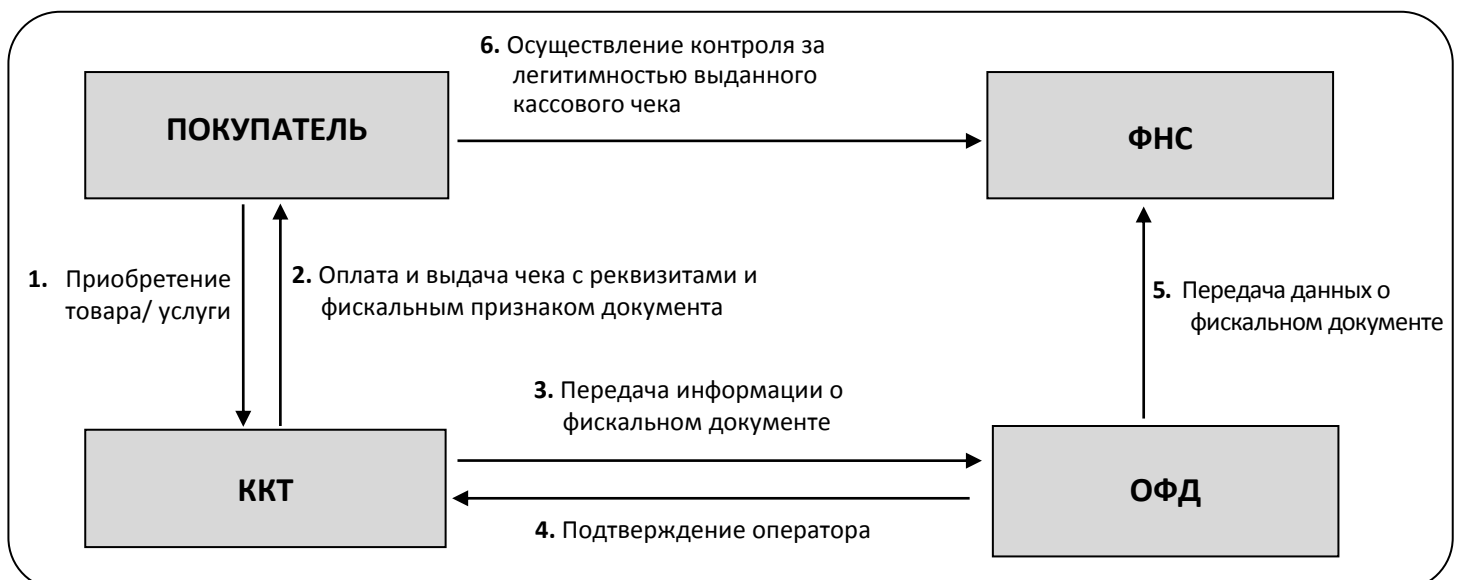 6. Осуществление контроля за
легитимностью выданного
кассового чека
ПОКУПАТЕЛЬ
ФНС
1. Приобретение
товара/ услуги
2. Оплата и выдача чека с реквизитами и
фискальным признаком документа
5. Передача данных о
фискальном документе
3. Передача информации о
фискальном документе
ККТ
ОФД
4. Подтверждение оператора